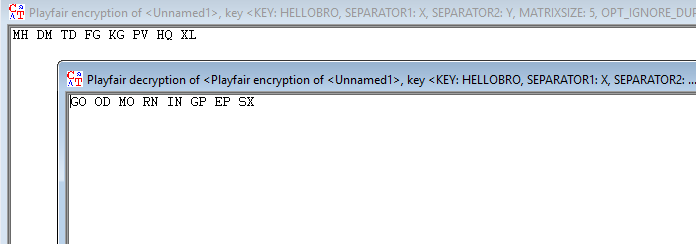 Playfair encryption of <Unnamed1>, key <KEY: HELLOBRO, SEPARATOR1: X, SEPARATOR2: Y, MATRIXSIZE: 5, OPT_IGNORE_DUP
MH DM TD FG KG PV HQ XL
Playfair decryption of <Playfair encryption of <Unnamed1>, key <KEY: HELLOBRO, SEPARATOR1: X, SEPARATOR2: ...
GO OD MO RN IN GP EP SX